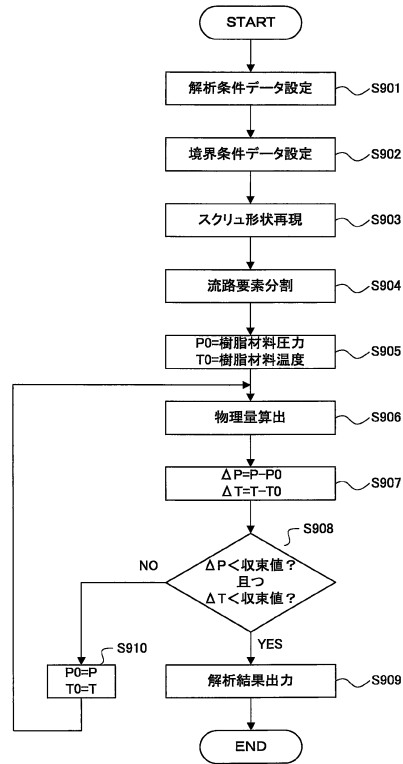 START
解析条件データ設定
S901
境界条件データ設定
S902
スクリュ形状再現
S903
流路要素分割
S904
P0=樹脂材料圧力
T0=樹脂材料温度
S905
物理量算出
S906
ΔP=P-P0
ΔT=T-T0
S907
S908
ΔP<収束値?
且つ
ΔT<収束値?
NO
YES
S910
P0=P
T0=T
解析結果出力
S909
END